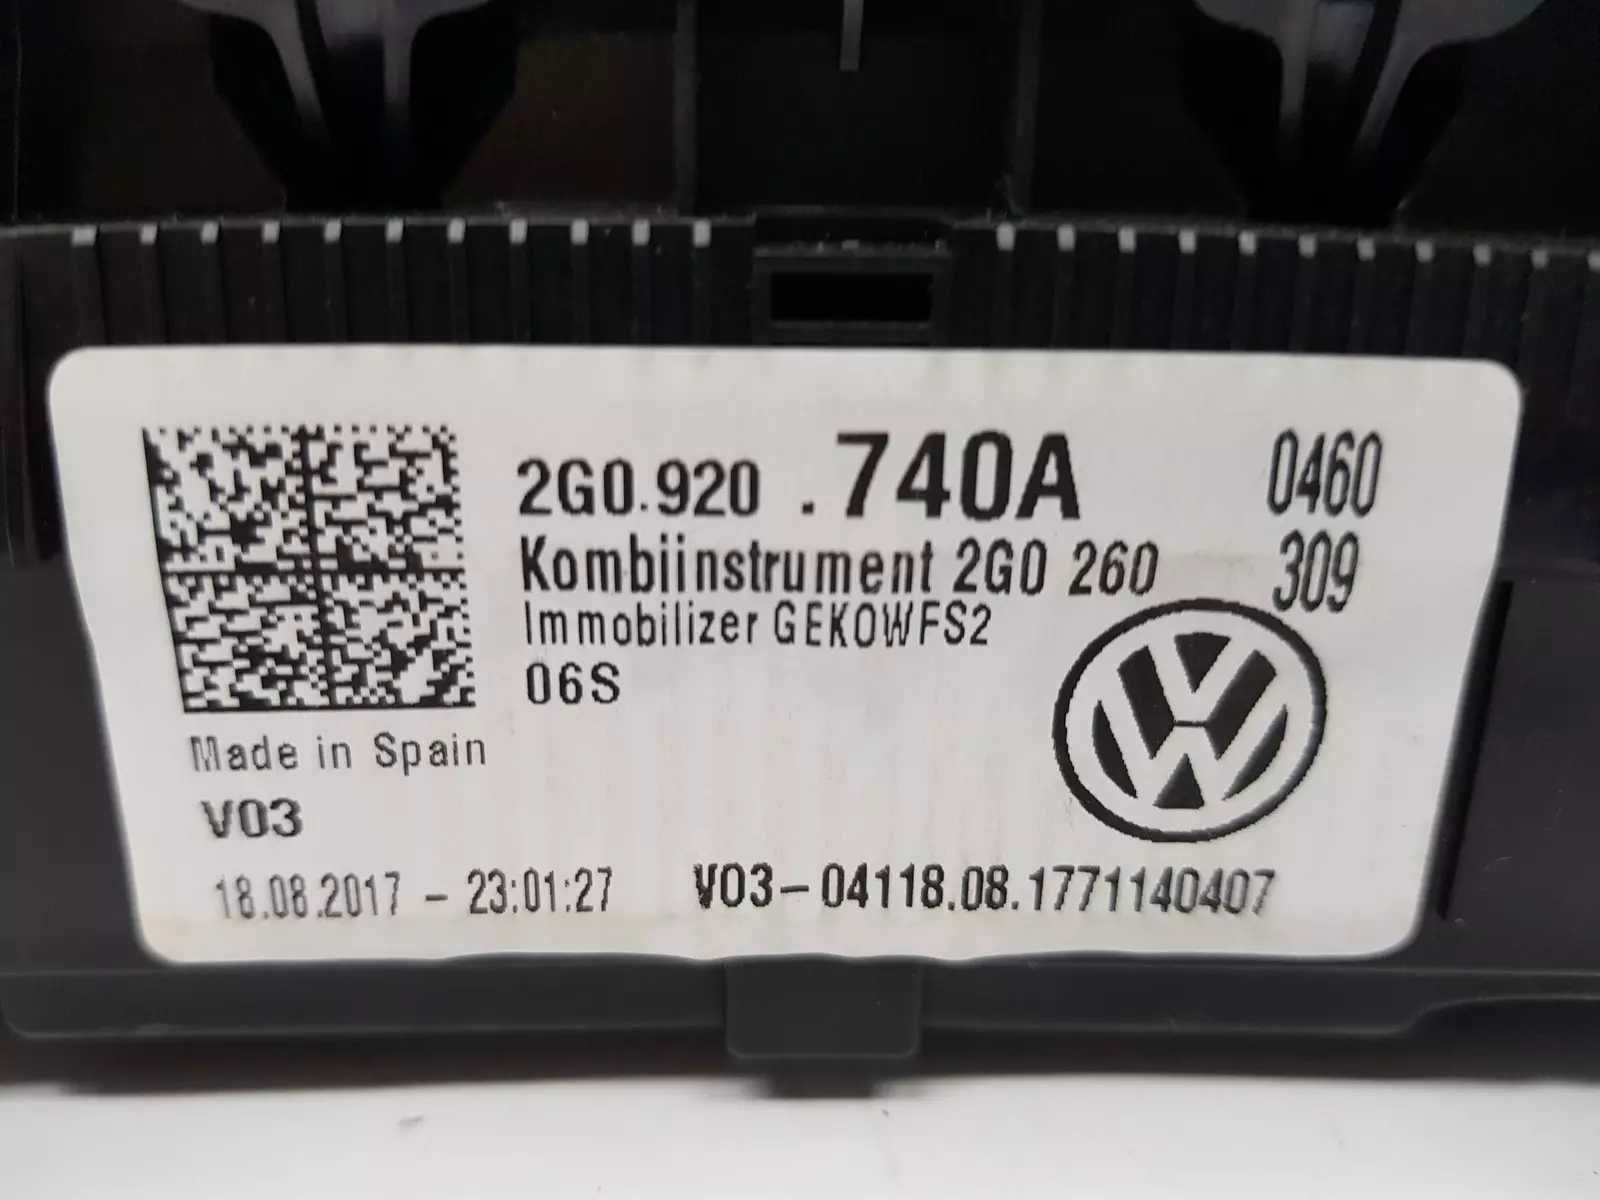 2G0.920 .740A 0460
Kombiinstrument 2G0 260 309
Immobilizer GEKOWFS2
06S
Made in Spain
V03
18.08.2017 - 23:01:27 V03-04118.08.1771140407